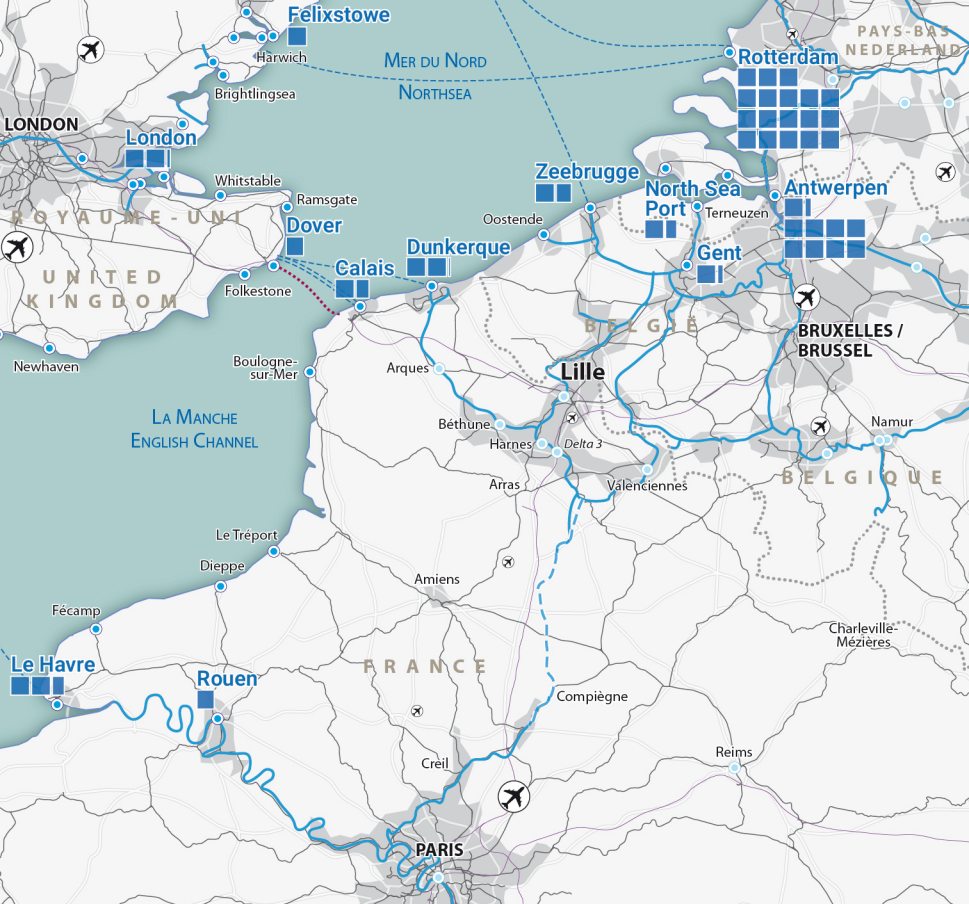 Felixstowe
Harwich
PAYS-BAS
NEDERLAND
MER DU NORD
NORTHSEA
Rotterdam
Brightlingsea
LONDON
London
Whitstable
Ramsgate
ROYAUME-UNI
Zeebrugge
North Sea
Port
Antwerpen
Terneuzen
Oostende
Dover
Dunkerque
Gent
Calais
UNITED
KINGDOM
Folkestone
BELGIË
BRUXELLES /
BRUSSEL
Newhaven
Boulogne-
sur-Mer
Arques
Lille
LA MANCHE
ENGLISH CHANNEL
Béthune
Harnes
Delta 3
Namur
Arras
Valenciennes
BELGIQUE
Le Tréport
Dieppe
Amiens
Fécamp
Charleville-
Mézières
Le Havre
Rouen
FRANCE
Compiègne
Creil
Reims
PARIS